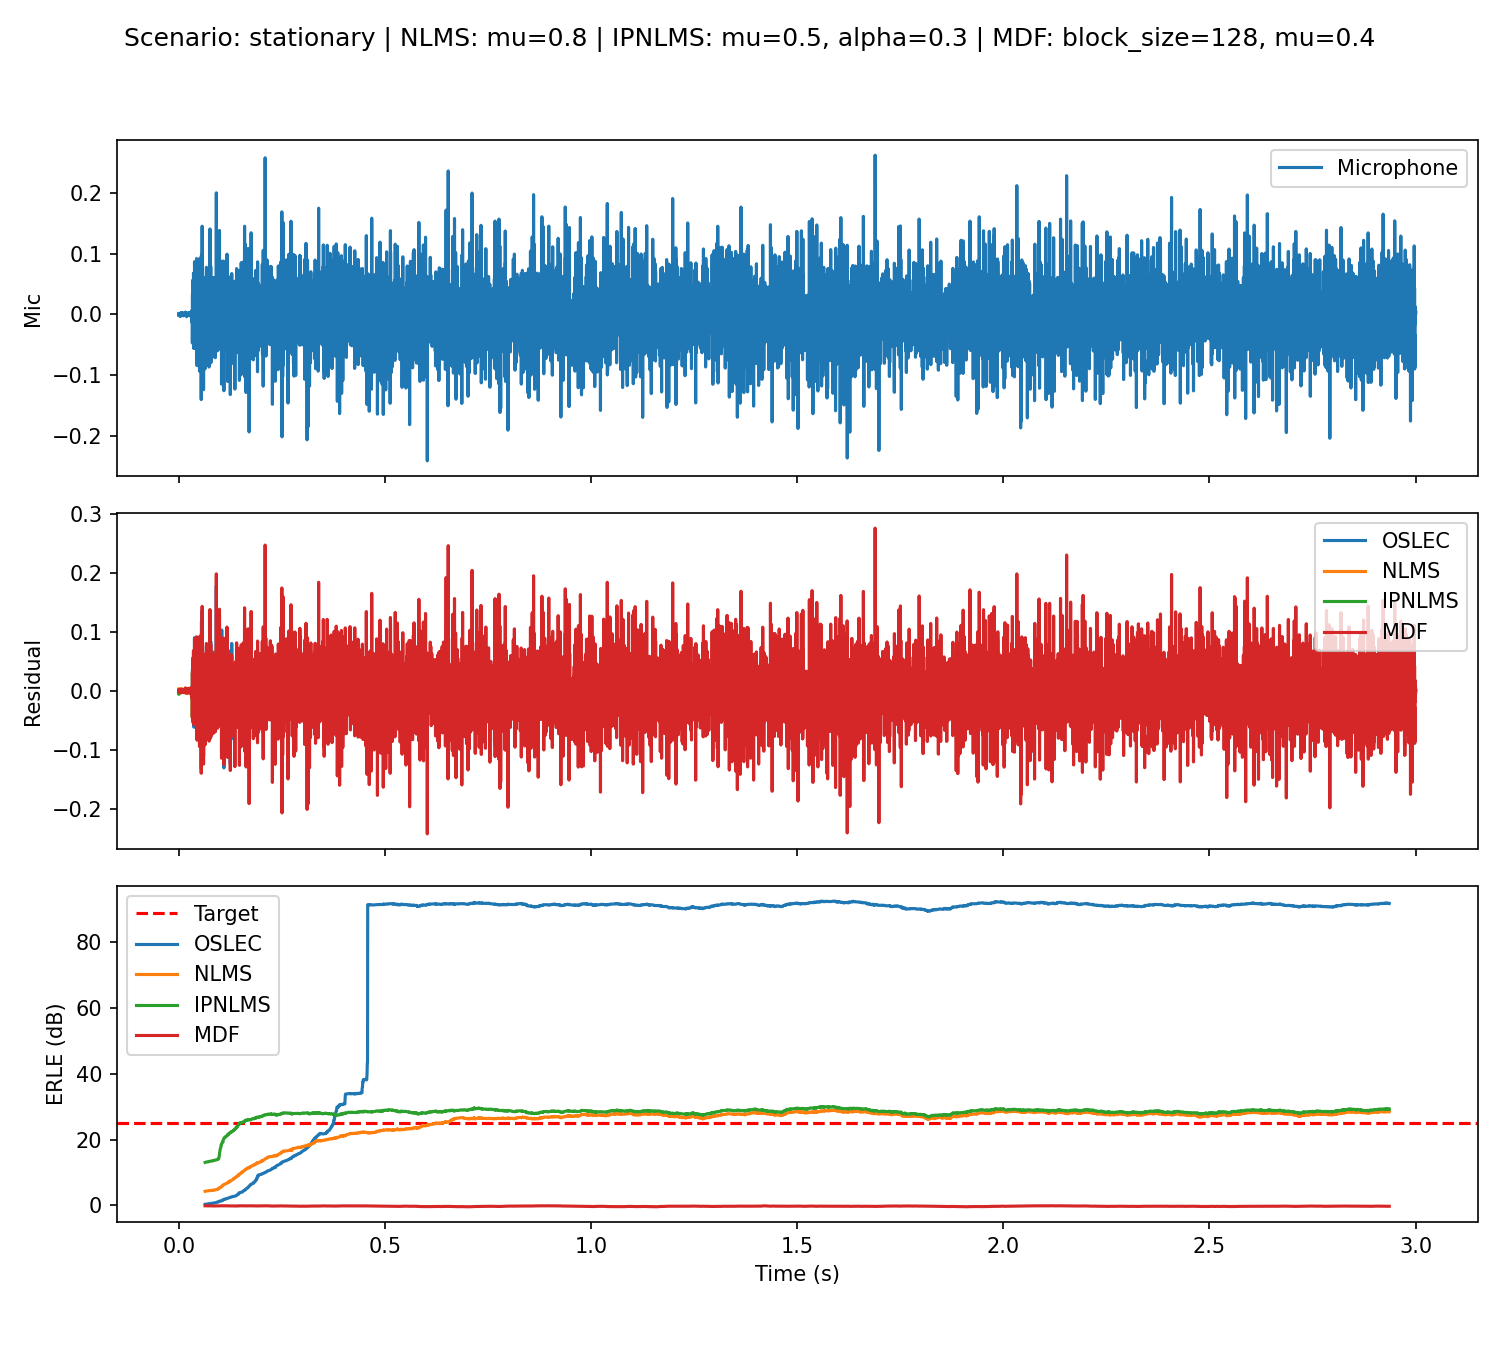 Scenario: stationary | NLMS: mu=0.8 | IPNLMS: mu=0.5, alpha=0.3 | MDF: block_size=128, mu=0.4
Mic
0.2
0.1
0.0
−0.1
−0.2
Microphone
Residual
0.3
0.2
0.1
0.0
−0.1
−0.2
OSLEC
NLMS
IPNLMS
MDF
ERLE (dB)
80
60
40
20
0
Target
OSLEC
NLMS
IPNLMS
MDF
0.0 0.5 1.0 1.5 2.0 2.5 3.0
Time (s)